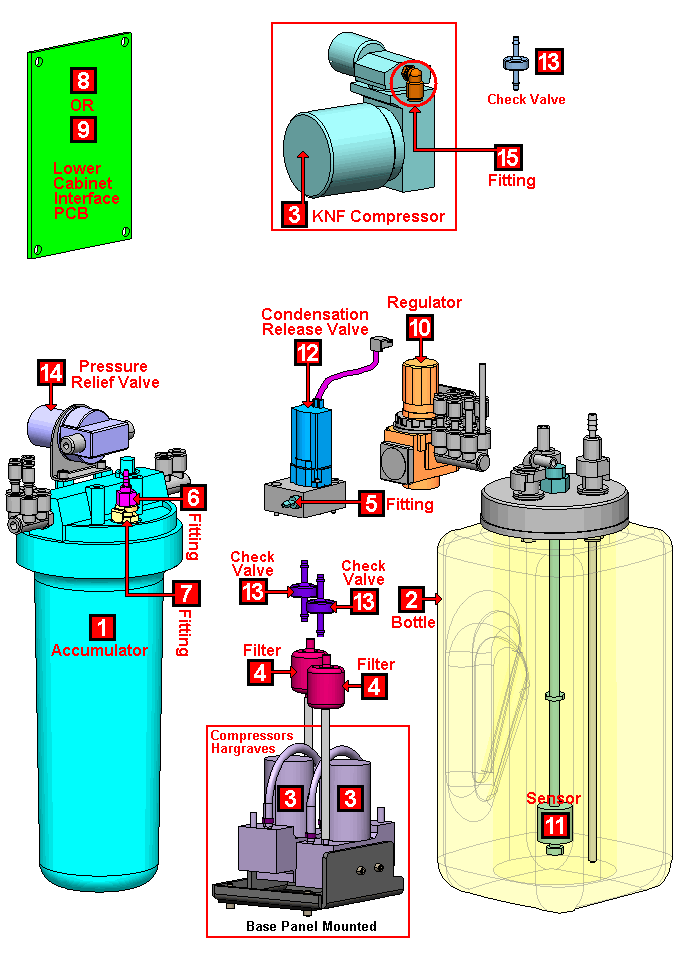 8
OR
9
Lower
Cabinet
Interface
PCB
3
KNF Compressor
15
Fitting
13
Check Valve
Condensation
Release Valve
12
Regulator
10
14
Pressure
Relief Valve
5
Fitting
6
Fitting
7
Fitting
1
Accumulator
Check
Valve
13
Check
Valve
13
2
Bottle
Filter
4
Filter
4
Compressors
Hargraves
3
3
Base Panel Mounted
Sensor
11